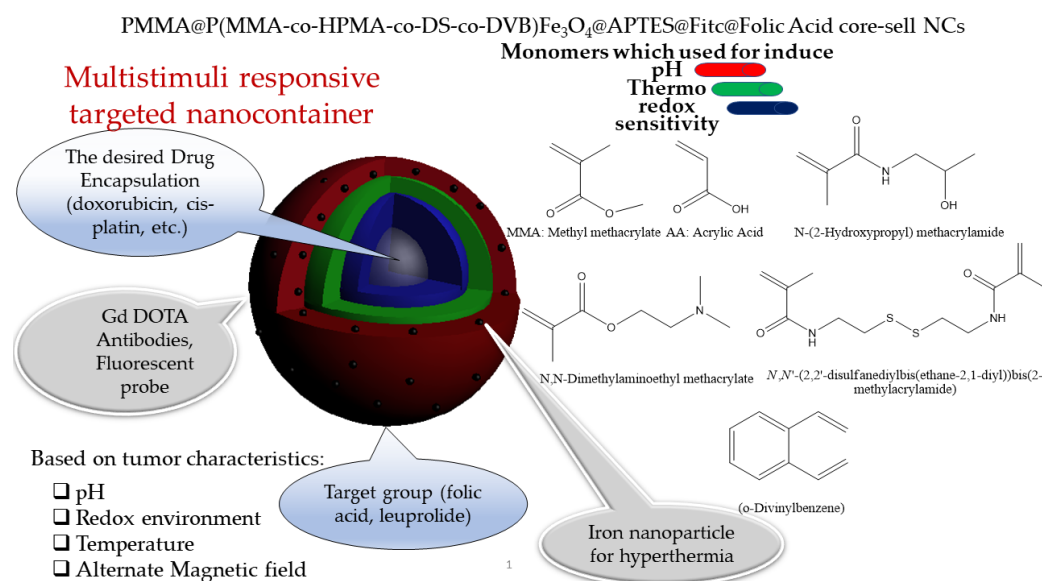 PMMA@P(MMA-co-HPMA-co-DS-co-DVB)Fe₃O₄@APTES@Fitc@Folic Acid core-sell NCs
Monomers which used for induce
pH
Thermo
redox
sensitivity
Multistimuli responsive
targeted nanocontainer
The desired Drug
Encapsulation
(doxorubicin, cis-
platin, etc.)
Gd DOTA
Antibodies,
Fluorescent
probe
Based on tumor characteristics:
❑ pH
❑ Redox environment
❑ Temperature
❑ Alternate Magnetic field
Target group (folic
acid, leuprolide)
Iron nanoparticle
for hyperthermia
1
O
O
MMA: Methyl methacrylate
O
OH
AA: Acrylic Acid
O
NH
OH
N-(2-Hydroxypropyl) methacrylamide
O
O
N
N,N-Dimethylaminoethyl methacrylate
O
N
H
S
S
NH
O
N,N'-(2,2'-disulfanediylbis(ethane-2,1-diyl))bis(2-
methylacrylamide)
(o-Divinylbenzene)